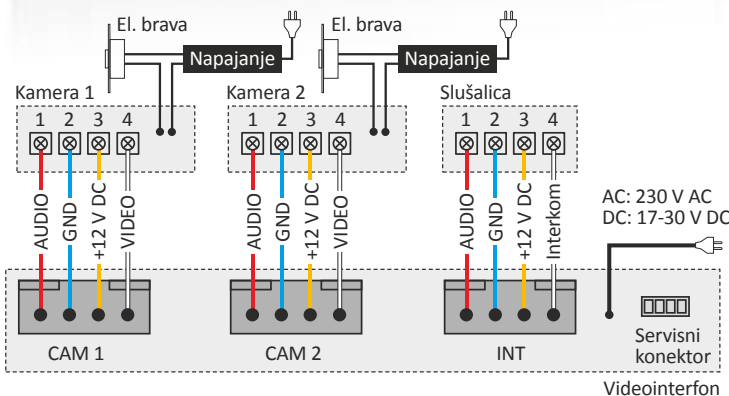 El. brava
El. brava
Napajanje
Napajanje
Kamera 1
Kamera 2
Slušalica
1 2 3 4
1 2 3 4
1 2 3 4
AUDIO
GND
+12 V DC
VIDEO
AUDIO
GND
+12 V DC
VIDEO
AUDIO
GND
+12 V DC
Interkom
AC: 230 V AC
DC: 17-30 V DC
CAM 1
CAM 2
INT
Servisni
konektor
Videointerfon